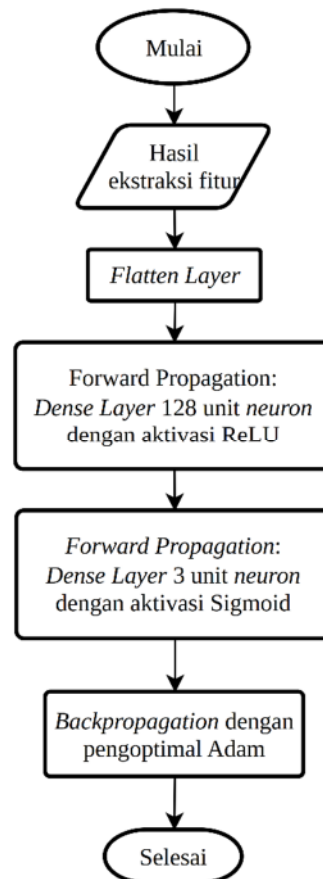 Mulai
Hasil
ekstraksi fitur
Flatten Layer
Forward Propagation:
Dense Layer 128 unit neuron
dengan aktivasi ReLU
Forward Propagation:
Dense Layer 3 unit neuron
dengan aktivasi Sigmoid
Backpropagation dengan
pengoptimal Adam
Selesai